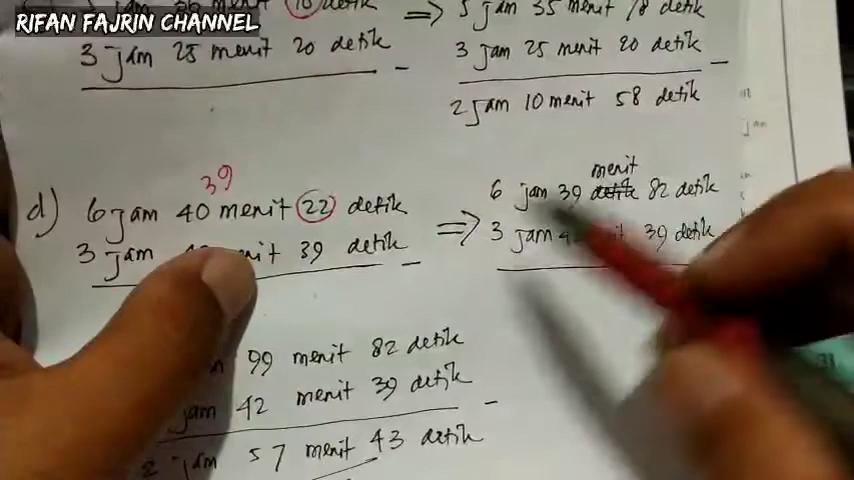 RIFAN FAJRIN CHANNEL
3 jam 25 menit 20 detik -
=> 5 jam 35 menit 78 detik
3 jam 25 menit 20 detik -
2 jam 10 menit 58 detik
39
d) 6 jam 40 menit 22 detik
3 jam 39 detik -
=> 6 jam 39 menit 82 detik
3 jam 39 detik
99 menit 82 detik
jam 42 menit 39 detik -
2 jam 57 menit 43 detik